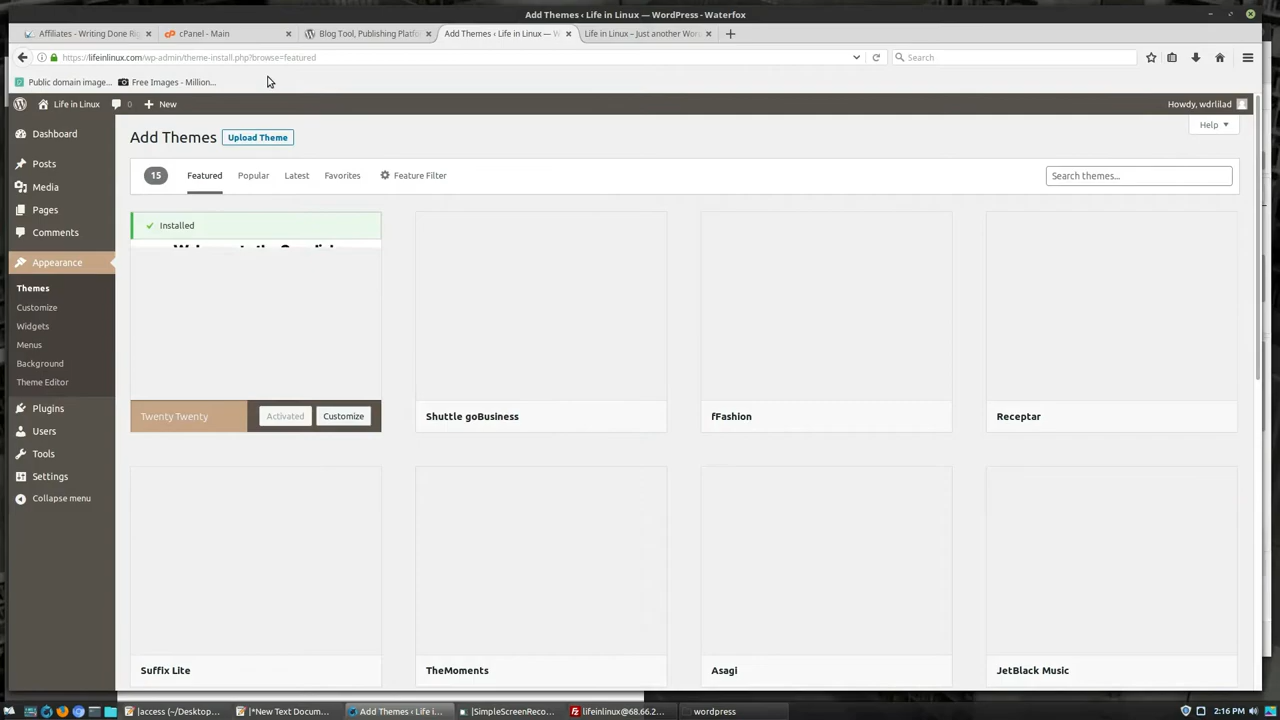 Add Themes ‹ Life in Linux — WordPress - Waterfox
Affiliates - Writing Done Rig
cPanel - Main
Blog Tool, Publishing Platfo
Add Themes ‹ Life in Linux — W
Life in Linux – Just another Wor
https://lifeinlinux.com/wp-admin/theme-install.php?browse=featured
Search
Public domain image...
Free Images - Million...
Life in Linux
0
New
Howdy, wdrlilad
Dashboard
Posts
Media
Pages
Comments
Appearance
Themes
Customize
Widgets
Menus
Background
Theme Editor
Plugins
Users
Tools
Settings
Collapse menu
Add Themes
Upload Theme
Help
15
Featured
Popular
Latest
Favorites
Feature Filter
Search themes...
Installed
Twenty Twenty
Activated
Customize
Shuttle goBusiness
fFashion
Receptar
Suffix Lite
TheMoments
Asagi
JetBlack Music
|access (~/Desktop...
|*New Text Docum...
Add Themes ‹ Life i...
|SimpleScreenReco...
lifeinlinux@68.66.2...
wordpress
2:16 PM